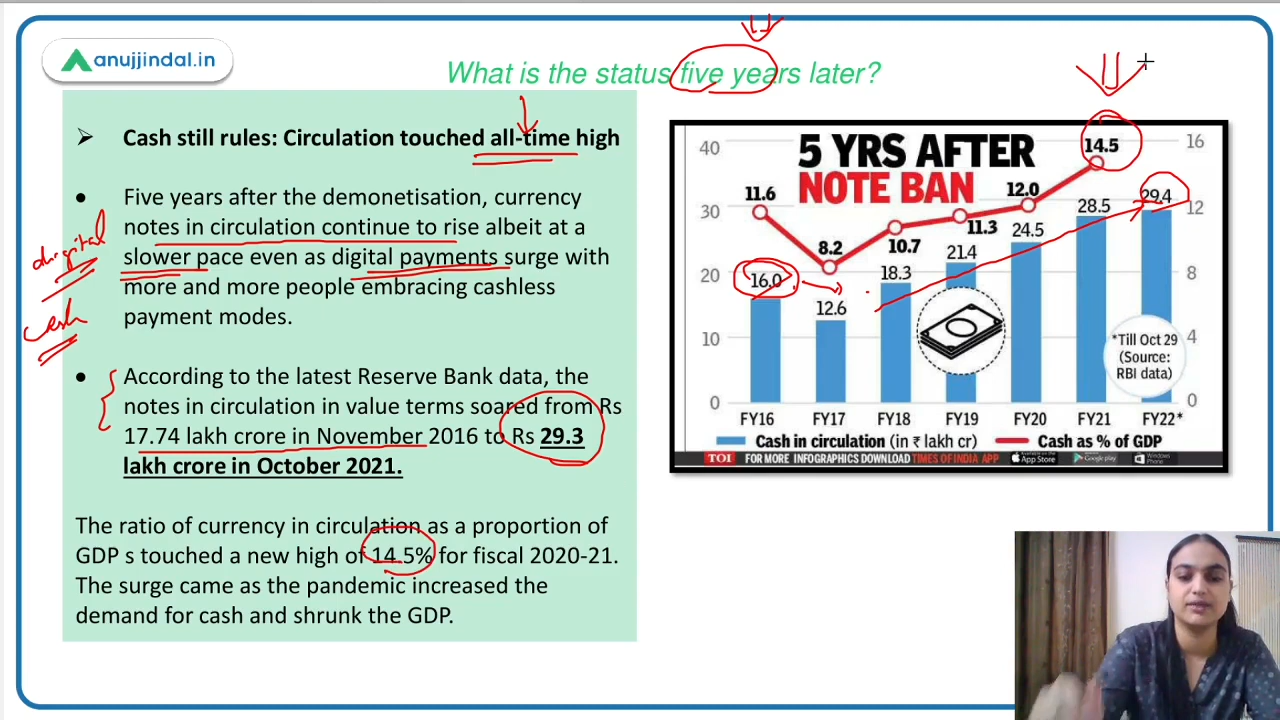 anujjindal.in
What is the status five years later?
➢ Cash still rules: Circulation touched all-time high
• Five years after the demonetisation, currency
notes in circulation continue to rise albeit at a
slower pace even as digital payments surge with
more and more people embracing cashless
payment modes.
digital
cash
• According to the latest Reserve Bank data, the
notes in circulation in value terms soared from Rs
17.74 lakh crore in November 2016 to Rs 29.3
lakh crore in October 2021.
The ratio of currency in circulation as a proportion of
GDP s touched a new high of 14.5% for fiscal 2020-21.
The surge came as the pandemic increased the
demand for cash and shrunk the GDP.
5 YRS AFTER
NOTE BAN
40
30
20
10
0
16
12
8
4
0
11.6
8.2
10.7
11.3
12.0
14.5
16.0
12.6
18.3
21.4
24.5
28.5
29.4
*Till Oct 29
(Source:
RBI data)
FY16 FY17 FY18 FY19 FY20 FY21 FY22*
Cash in circulation (in ₹ lakh cr) Cash as % of GDP
TOI FOR MORE INFOGRAPHICS DOWNLOAD TIMES OF INDIA APP
App Store
Google play
Windows
Phone